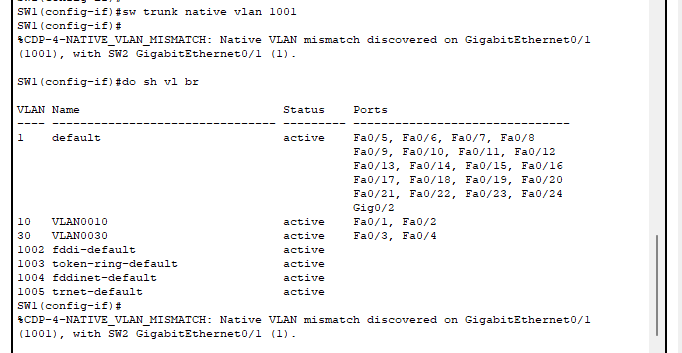 SW1(config-if)#sw trunk native vlan 1001
SW1(config-if)#
%CDP-4-NATIVE_VLAN_MISMATCH: Native VLAN mismatch discovered on GigabitEthernet0/1
(1001), with SW2 GigabitEthernet0/1 (1).
SW1(config-if)#do sh vl br
VLAN Name Status Ports
---- -------------------------------- --------- -------------------------------
1 default active Fa0/5, Fa0/6, Fa0/7, Fa0/8
Fa0/9, Fa0/10, Fa0/11, Fa0/12
Fa0/13, Fa0/14, Fa0/15, Fa0/16
Fa0/17, Fa0/18, Fa0/19, Fa0/20
Fa0/21, Fa0/22, Fa0/23, Fa0/24
Gig0/2
10 VLAN0010 active Fa0/1, Fa0/2
30 VLAN0030 active Fa0/3, Fa0/4
1002 fddi-default active
1003 token-ring-default active
1004 fddinet-default active
1005 trnet-default active
SW1(config-if)#
%CDP-4-NATIVE_VLAN_MISMATCH: Native VLAN mismatch discovered on GigabitEthernet0/1
(1001), with SW2 GigabitEthernet0/1 (1).